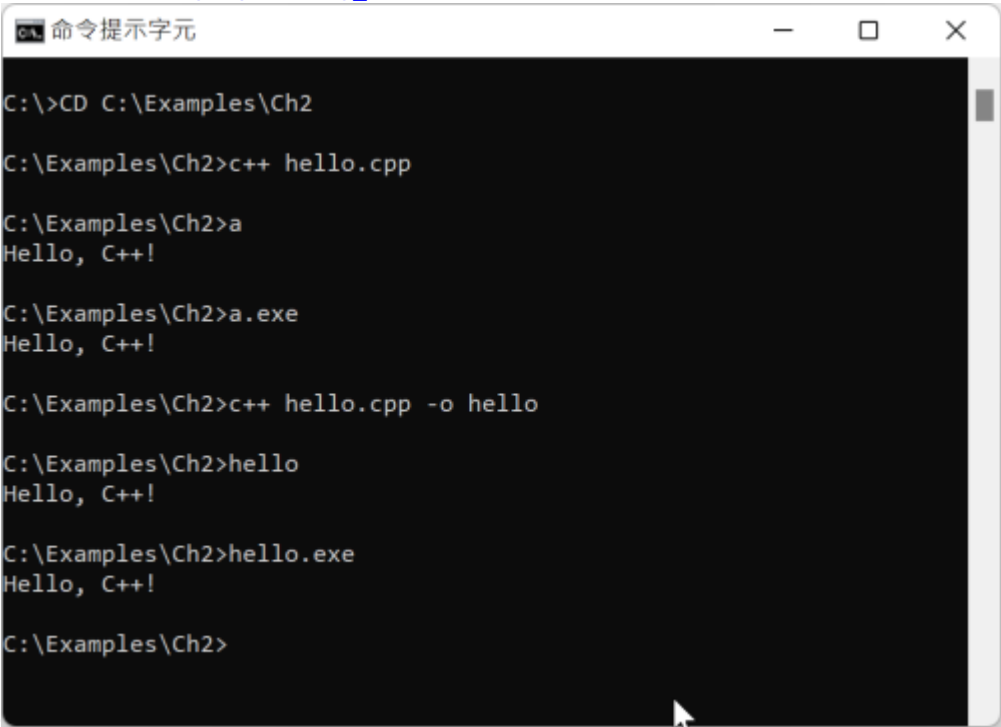 命令提示字元
C:\>CD C:\Examples\Ch2
C:\Examples\Ch2>c++ hello.cpp
C:\Examples\Ch2>a
Hello, C++!
C:\Examples\Ch2>a.exe
Hello, C++!
C:\Examples\Ch2>c++ hello.cpp -o hello
C:\Examples\Ch2>hello
Hello, C++!
C:\Examples\Ch2>hello.exe
Hello, C++!
C:\Examples\Ch2>